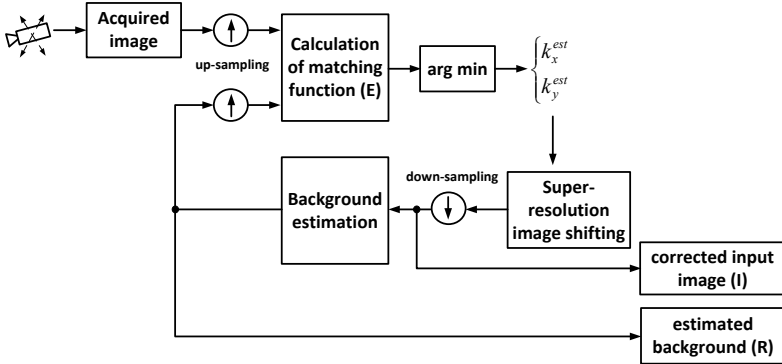 Acquired
image
up-sampling
Calculation
of matching
function (E)
arg min
k_x^{est}
k_y^{est}
Background
estimation
down-sampling
Super-
resolution
image shifting
corrected input
image (I)
estimated
background (R)